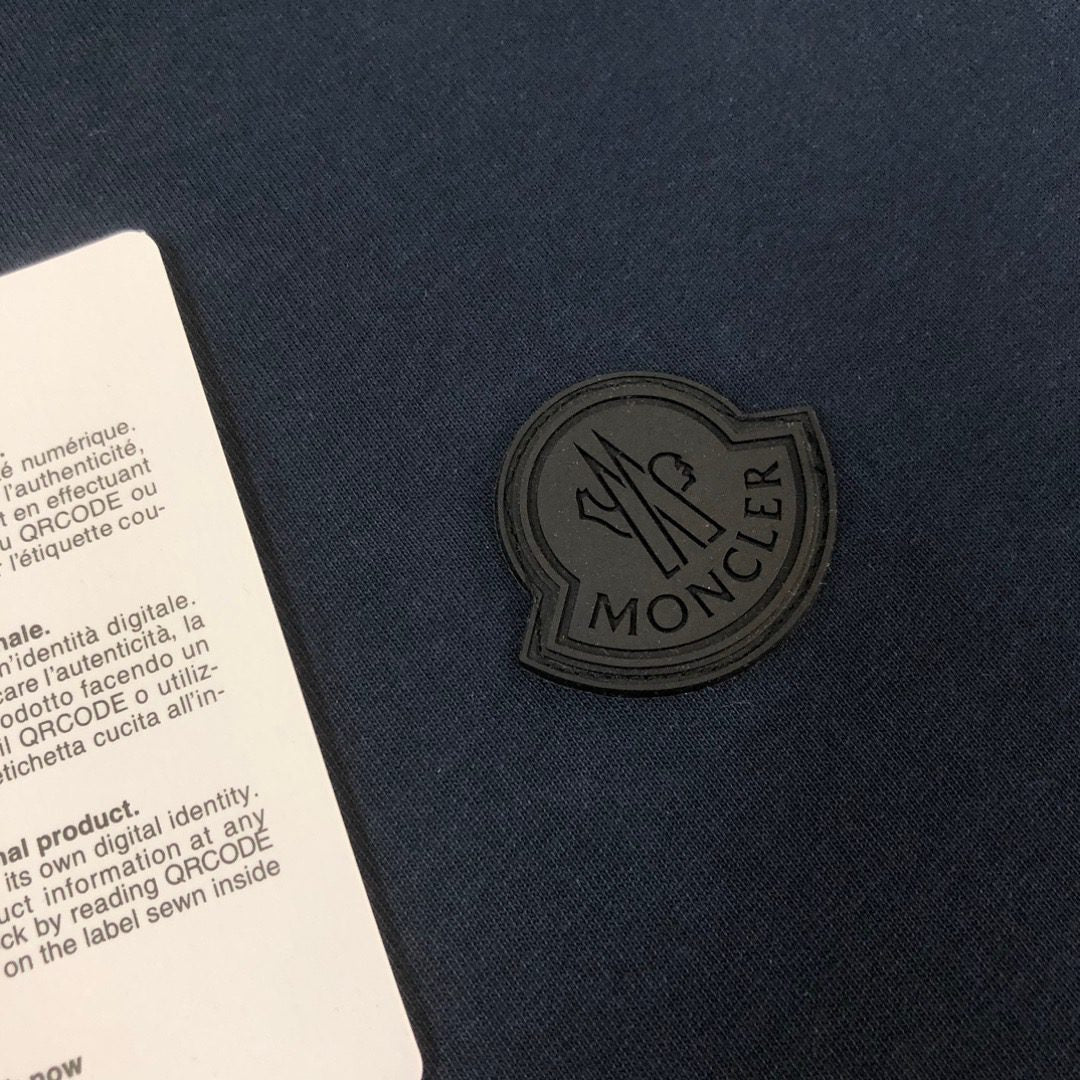 é numérique.
l'authenticité,
t en effectuant
u QRCODE ou
r l'étiquette cou-
nale.
n'identità digitale.
care l'autenticità, la
odotto facendo un
il QRCODE o utiliz-
etichetta cucita all'in-
nal product.
its own digital identity.
uct information at any
ck by reading QRCODE
on the label sewn inside
now
MONCLER